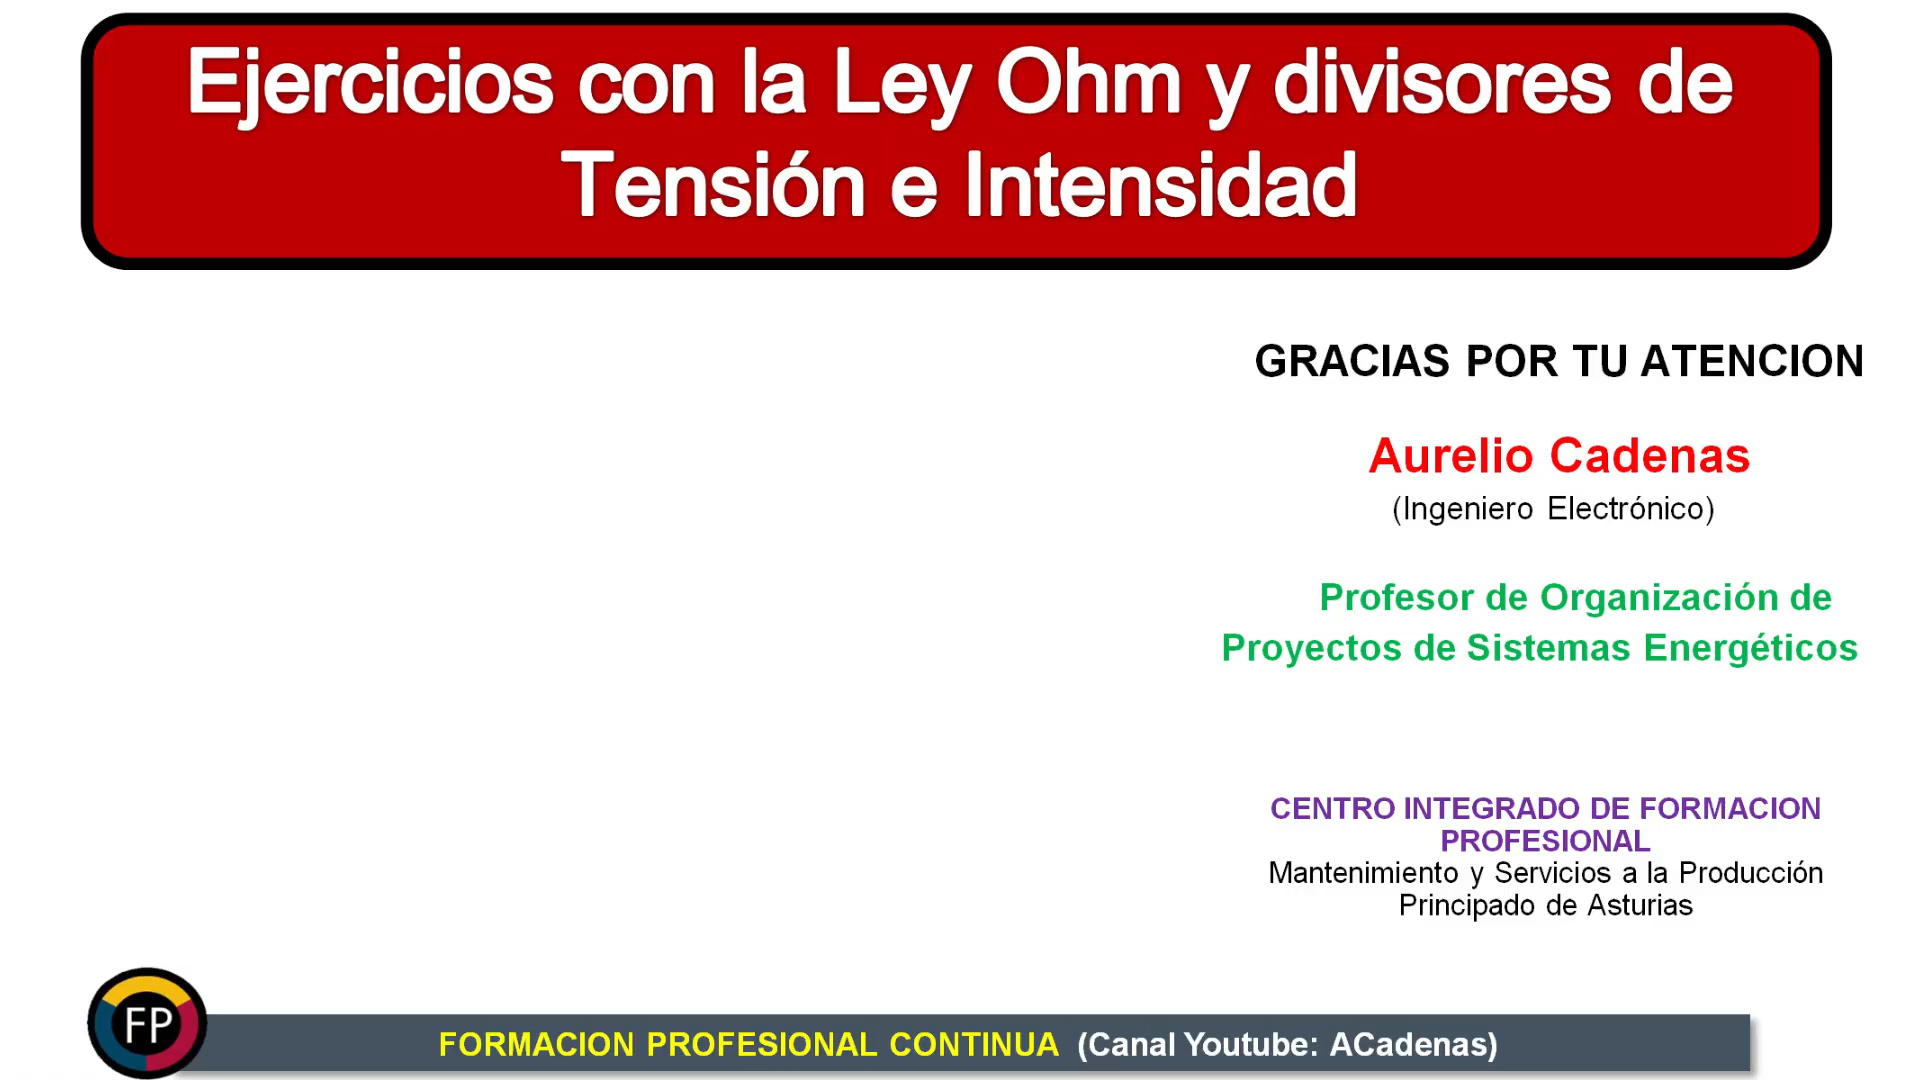 Ejercicios con la Ley Ohm y divisores de
Tensión e Intensidad
GRACIAS POR TU ATENCION
Aurelio Cadenas
(Ingeniero Electrónico)
Profesor de Organización de
Proyectos de Sistemas Energéticos
CENTRO INTEGRADO DE FORMACION
PROFESIONAL
Mantenimiento y Servicios a la Producción
Principado de Asturias
FP
FORMACION PROFESIONAL CONTINUA (Canal Youtube: ACadenas)